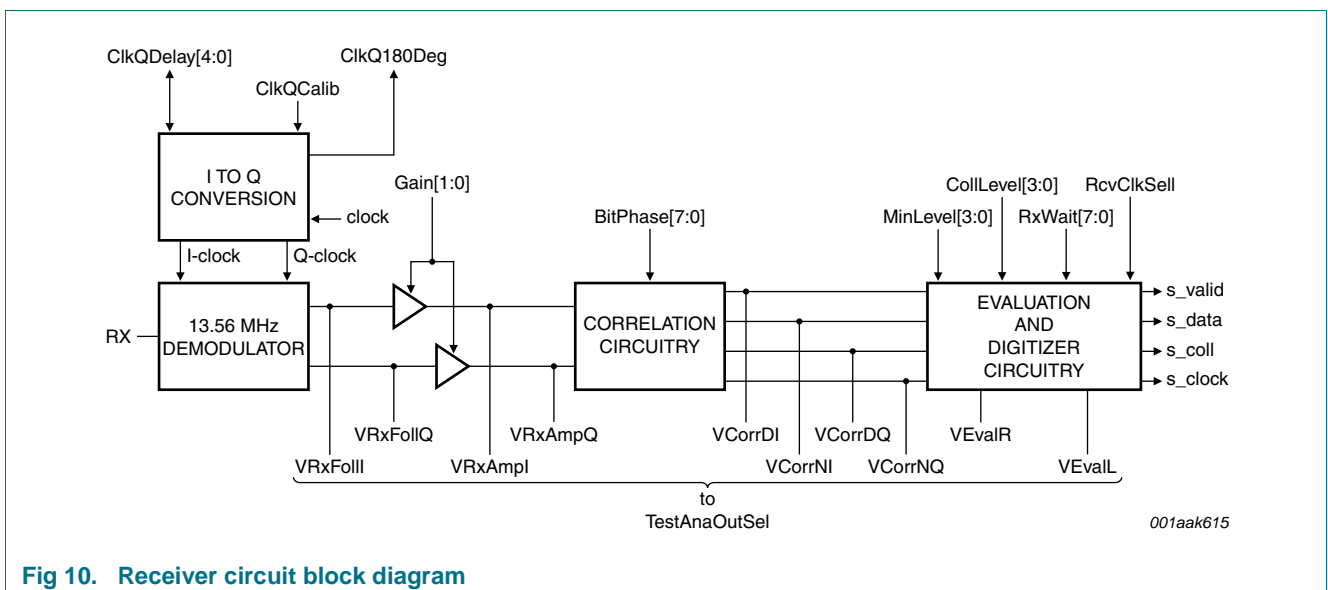 ClkQDelay[4:0]
ClkQ180Deg
ClkQCalib
I TO Q
CONVERSION
clock
I-clock
Q-clock
Gain[1:0]
BitPhase[7:0]
CollLevel[3:0]
RcvClkSelI
MinLevel[3:0]
RxWait[7:0]
RX
13.56 MHz
DEMODULATOR
CORRELATION
CIRCUITRY
EVALUATION
AND
DIGITIZER
CIRCUITRY
s_valid
s_data
s_coll
s_clock
VRxFollQ
VRxAmpQ
VCorrDI
VCorrDQ
VEvalR
VRxFollI
VRxAmpI
VCorrNI
VCorrNQ
VEvalL
to
TestAnaOutSel
001aak615
Fig 10. Receiver circuit block diagram